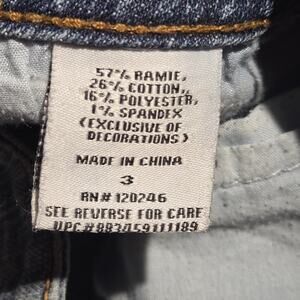 57% RAMIE,
26% COTTON,
16% POLYESTER,
1% SPANDEX
(EXCLUSIVE OF
DECORATIONS)
MADE IN CHINA
3
RN# 120246
SEE REVERSE FOR CARE
UPC#883459111189